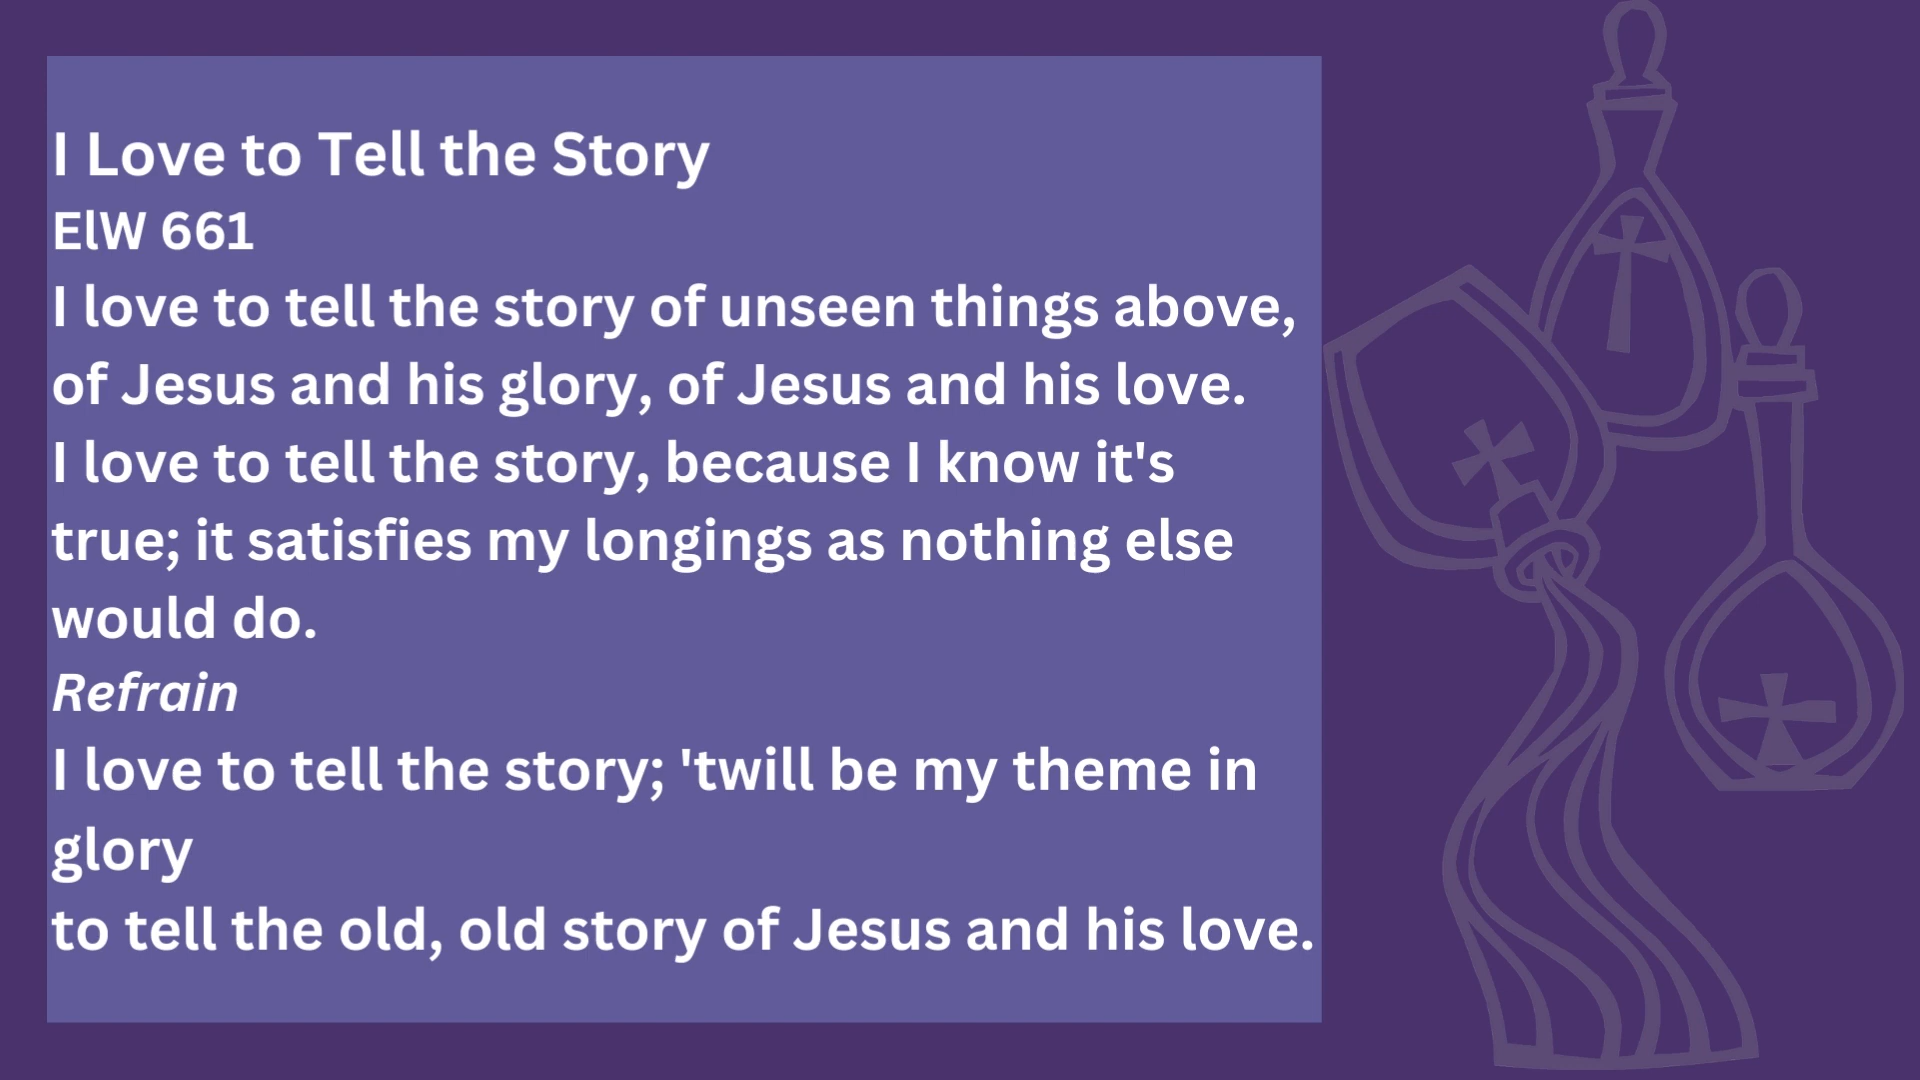 I Love to Tell the Story
ElW 661
I love to tell the story of unseen things above,
of Jesus and his glory, of Jesus and his love.
I love to tell the story, because I know it's
true; it satisfies my longings as nothing else
would do.
Refrain
I love to tell the story; 'twill be my theme in
glory
to tell the old, old story of Jesus and his love.